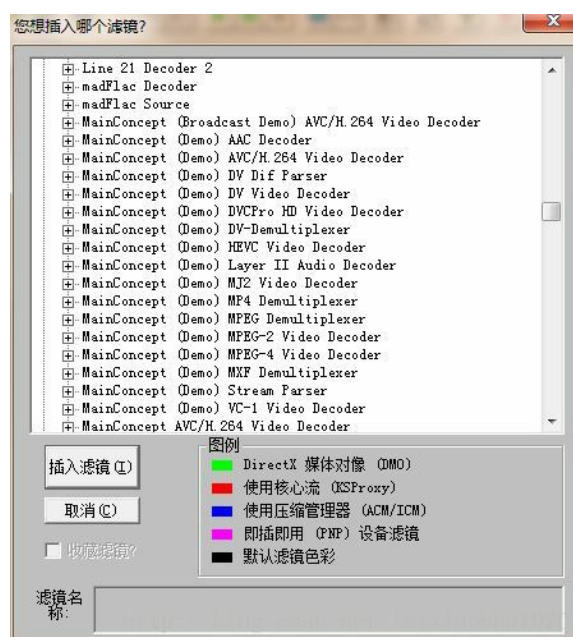 您想插入哪个滤镜?
Line 21 Decoder 2
madFlac Decoder
madFlac Source
MainConcept (Broadcast Demo) AVC/H.264 Video Decoder
MainConcept (Demo) AAC Decoder
MainConcept (Demo) AVC/H.264 Video Decoder
MainConcept (Demo) DV Dif Parser
MainConcept (Demo) DV Video Decoder
MainConcept (Demo) DVCPro HD Video Decoder
MainConcept (Demo) DV-Demultiplexer
MainConcept (Demo) HEVC Video Decoder
MainConcept (Demo) Layer II Audio Decoder
MainConcept (Demo) MJ2 Video Decoder
MainConcept (Demo) MP4 Demultiplexer
MainConcept (Demo) MPEG Demultiplexer
MainConcept (Demo) MPEG-2 Video Decoder
MainConcept (Demo) MPEG-4 Video Decoder
MainConcept (Demo) MXF Demultiplexer
MainConcept (Demo) Stream Parser
MainConcept (Demo) VC-1 Video Decoder
MainConcept AVC/H.264 Video Decoder
插入滤镜(I)
取消(C)
收藏滤镜?
图例
DirectX 媒体对像 (DMO)
使用核心流 (KSProxy)
使用压缩管理器 (ACM/ICM)
即插即用 (PNP) 设备滤镜
默认滤镜色彩
滤镜名
称: